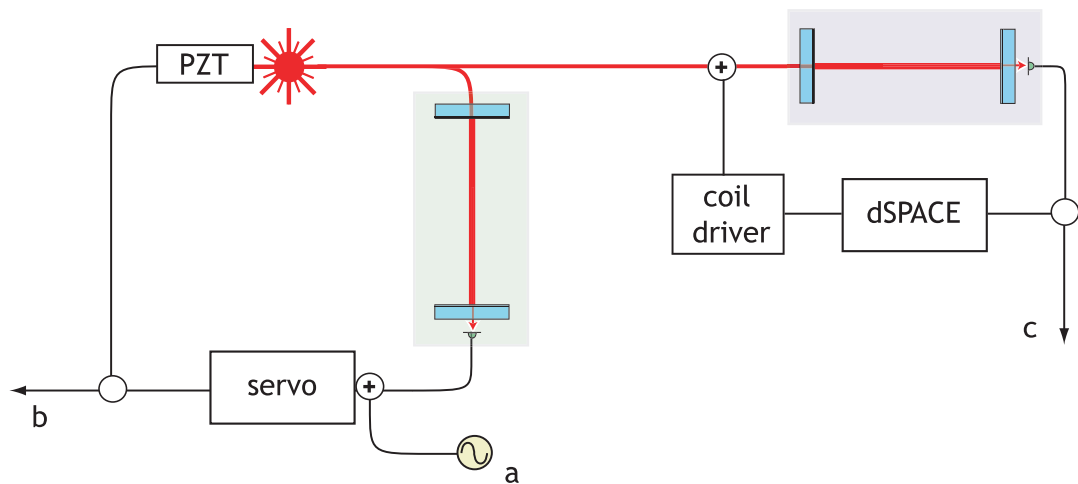 PZT
coil
driver
dSPACE
c
servo
b
a